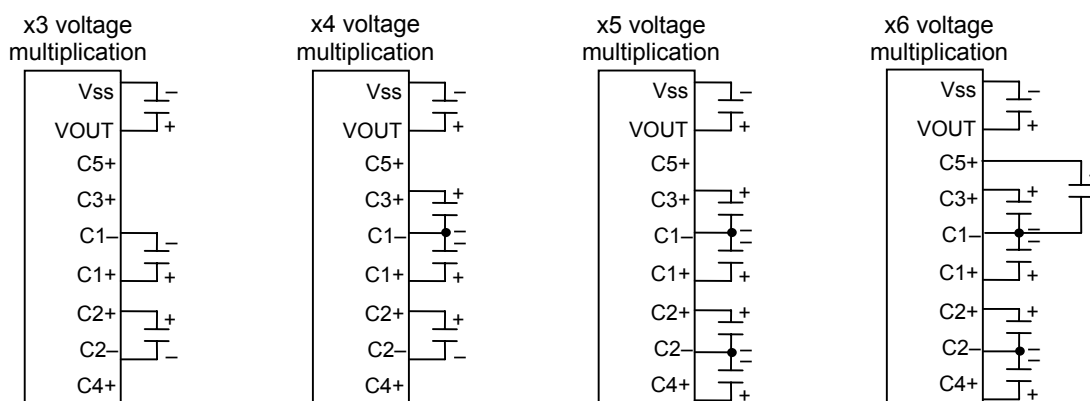 x3 voltage
multiplication
Vss
–
VOUT
+
C5+
C3+
C1–
–
C1+
+
C2+
+
C2–
–
C4+
x4 voltage
multiplication
Vss
–
VOUT
+
C5+
C3+
+
C1–
–
–
C1+
+
C2+
+
C2–
–
C4+
x5 voltage
multiplication
Vss
–
VOUT
+
C5+
C3+
+
C1–
–
–
C1+
+
C2+
+
C2–
–
–
C4+
+
x6 voltage
multiplication
Vss
–
VOUT
+
C5+
C3+
+
C1–
–
–
C1+
+
C2+
+
C2–
–
–
C4+
+